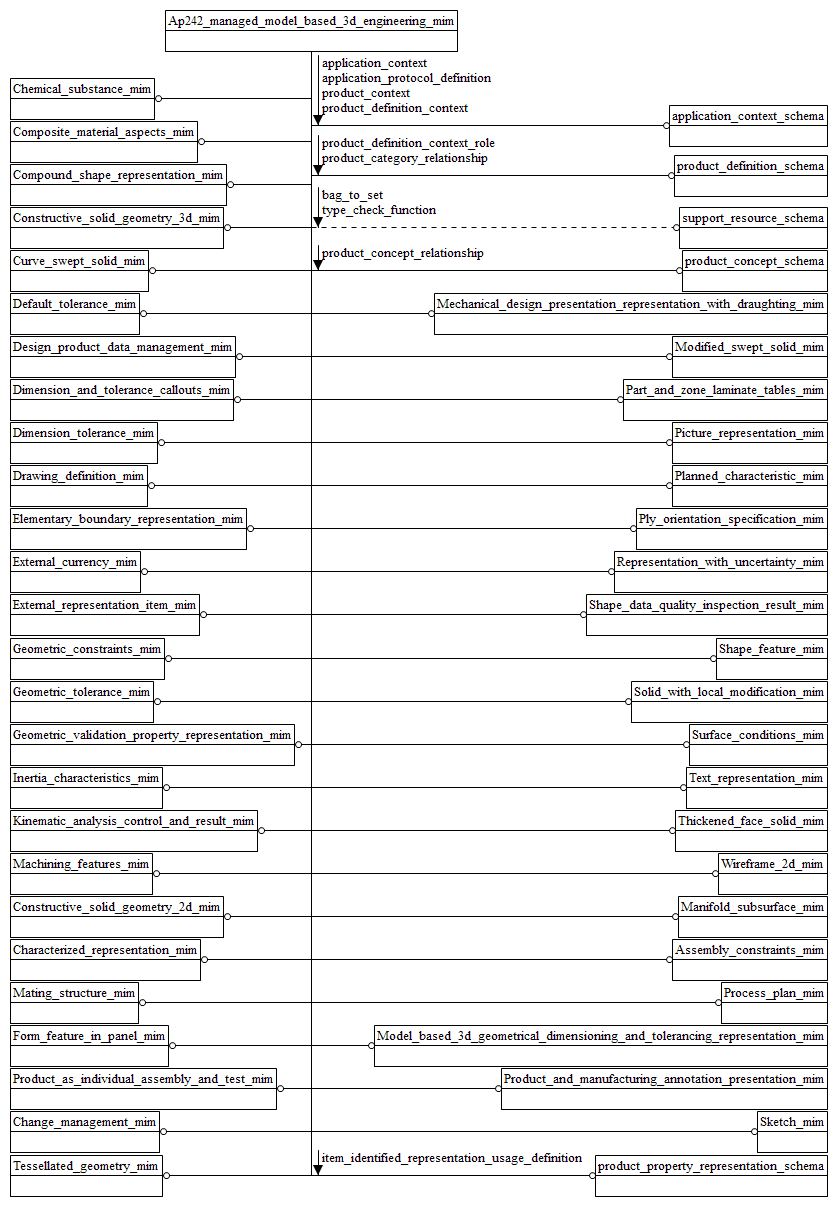 Ap242_managed_model_based_3d_engineering_mim
application_context
application_protocol_definition
product_context
product_definition_context
Chemical_substance_mim
application_context_schema
Composite_material_aspects_mim
product_definition_context_role
product_category_relationship
product_definition_schema
Compound_shape_representation_mim
bag_to_set
type_check_function
Constructive_solid_geometry_3d_mim
support_resource_schema
product_concept_relationship
Curve_swept_solid_mim
product_concept_schema
Default_tolerance_mim
Mechanical_design_presentation_representation_with_draughting_mim
Design_product_data_management_mim
Modified_swept_solid_mim
Dimension_and_tolerance_callouts_mim
Part_and_zone_laminate_tables_mim
Dimension_tolerance_mim
Picture_representation_mim
Drawing_definition_mim
Planned_characteristic_mim
Elementary_boundary_representation_mim
Ply_orientation_specification_mim
External_currency_mim
Representation_with_uncertainty_mim
External_representation_item_mim
Shape_data_quality_inspection_result_mim
Geometric_constraints_mim
Shape_feature_mim
Geometric_tolerance_mim
Solid_with_local_modification_mim
Geometric_validation_property_representation_mim
Surface_conditions_mim
Inertia_characteristics_mim
Text_representation_mim
Kinematic_analysis_control_and_result_mim
Thickened_face_solid_mim
Machining_features_mim
Wireframe_2d_mim
Constructive_solid_geometry_2d_mim
Manifold_subsurface_mim
Characterized_representation_mim
Assembly_constraints_mim
Mating_structure_mim
Process_plan_mim
Form_feature_in_panel_mim
Model_based_3d_geometrical_dimensioning_and_tolerancing_representation_mim
Product_as_individual_assembly_and_test_mim
Product_and_manufacturing_annotation_presentation_mim
Change_management_mim
Sketch_mim
item_identified_representation_usage_definition
Tessellated_geometry_mim
product_property_representation_schema